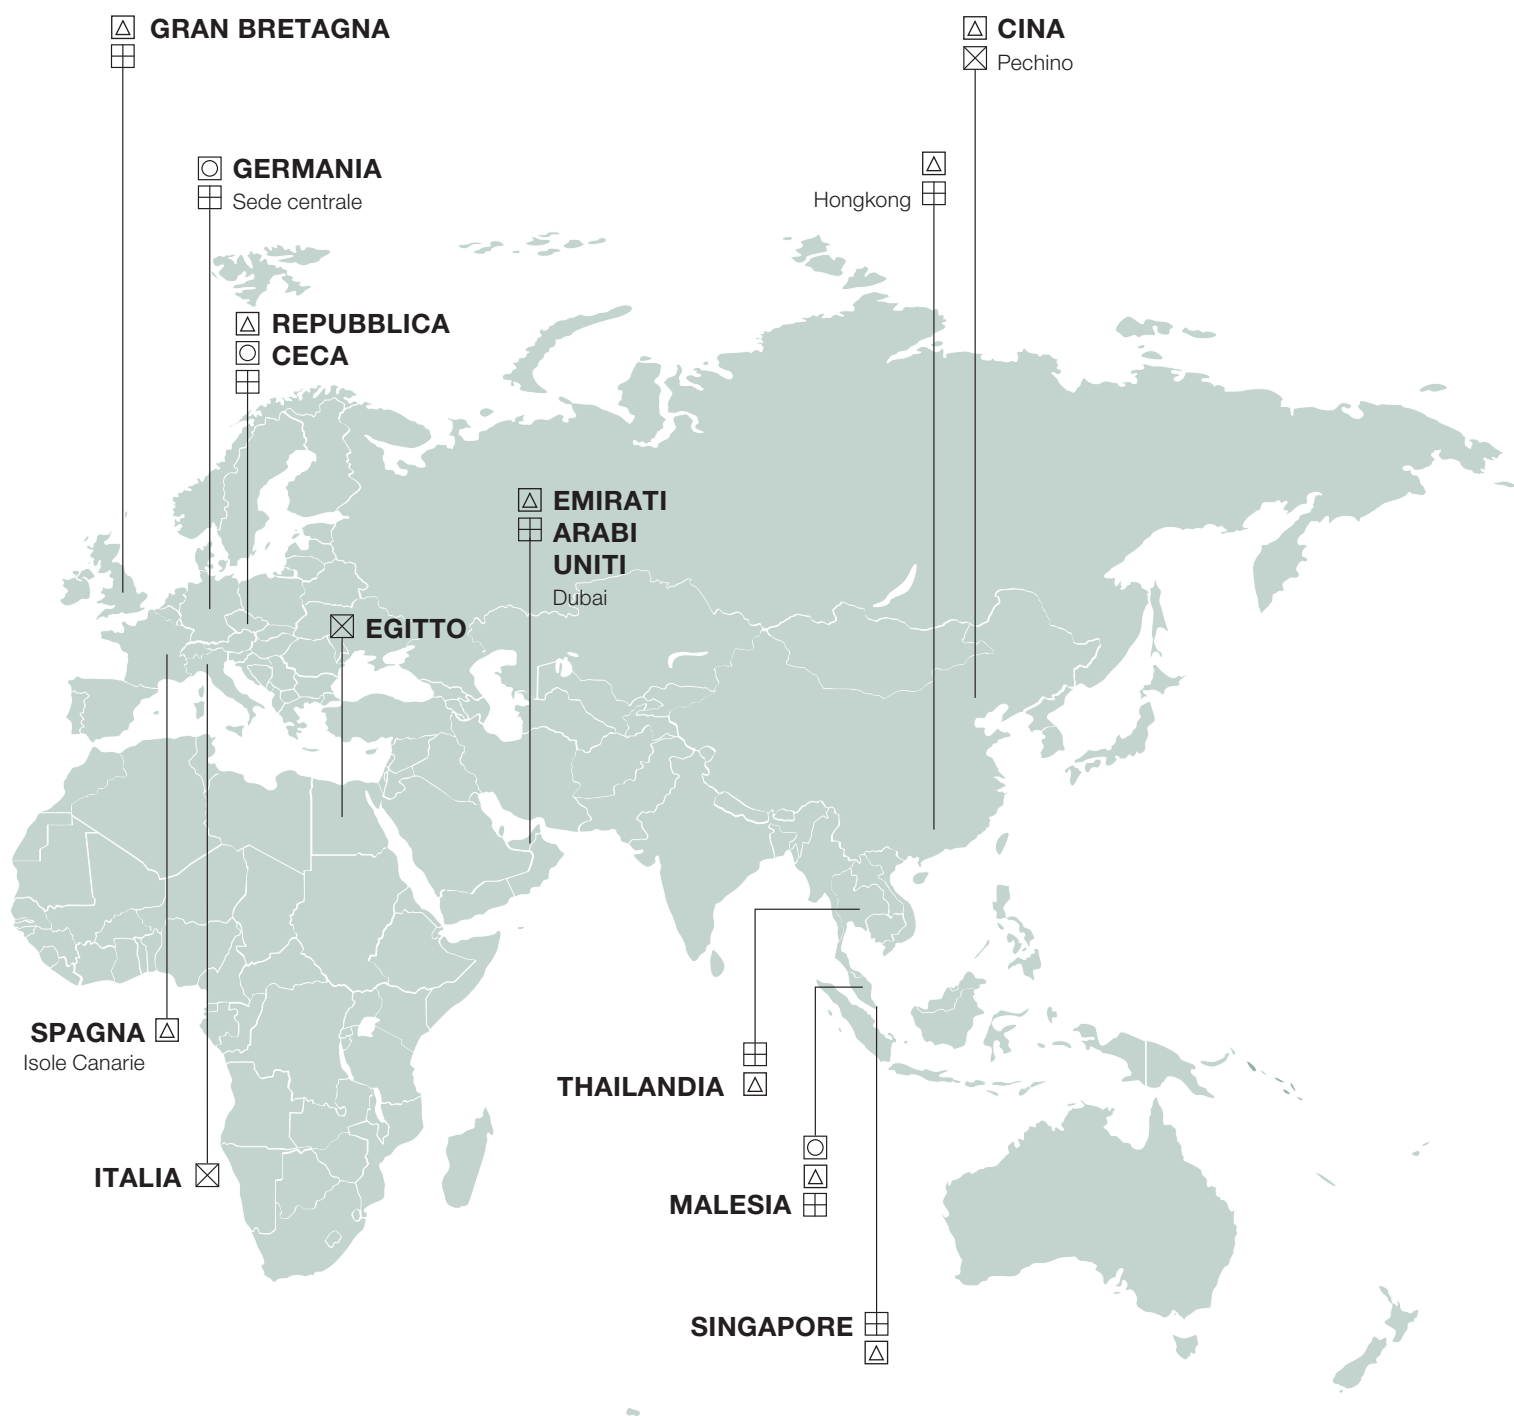 GRAN BRETAGNA
CINA
Pechino
GERMANIA
Sede centrale
Hongkong
REPUBBLICA
CECA
EMIRATI
ARABI
UNITI
Dubai
EGITTO
SPAGNA
Isole Canarie
THAILANDIA
ITALIA
MALESIA
SINGAPORE